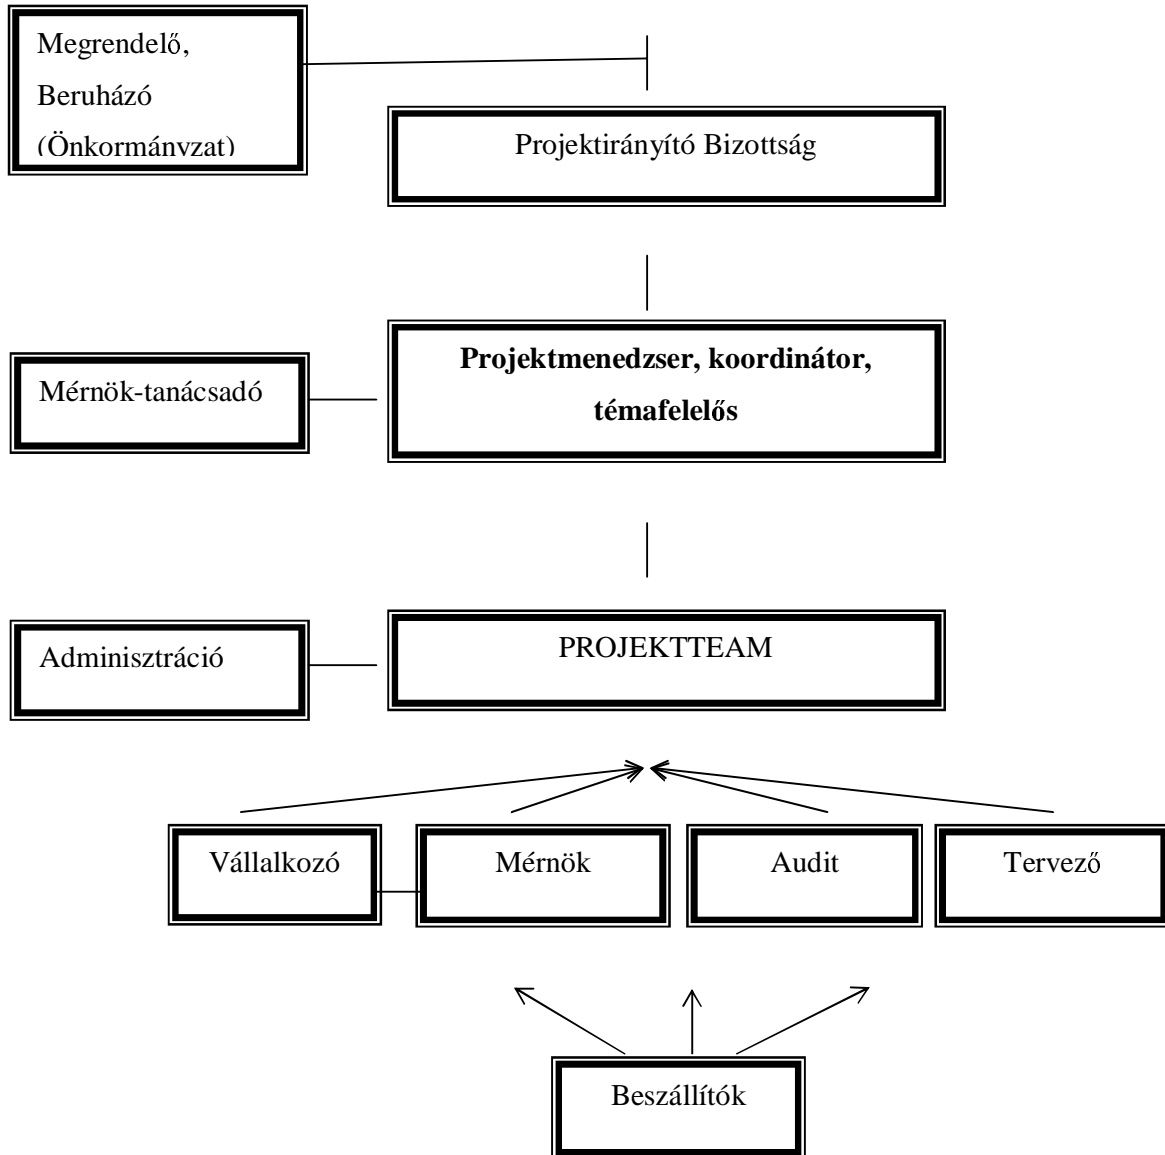 Megrendelő,
Beruházó
(Önkormányzat)
Projektirányító Bizottság
Projektmenedzser, koordinátor,
témafelelős
Mérnök-tanácsadó
PROJEKTTEAM
Adminisztráció
Vállalkozó
Mérnök
Audit
Tervező
Beszállítók